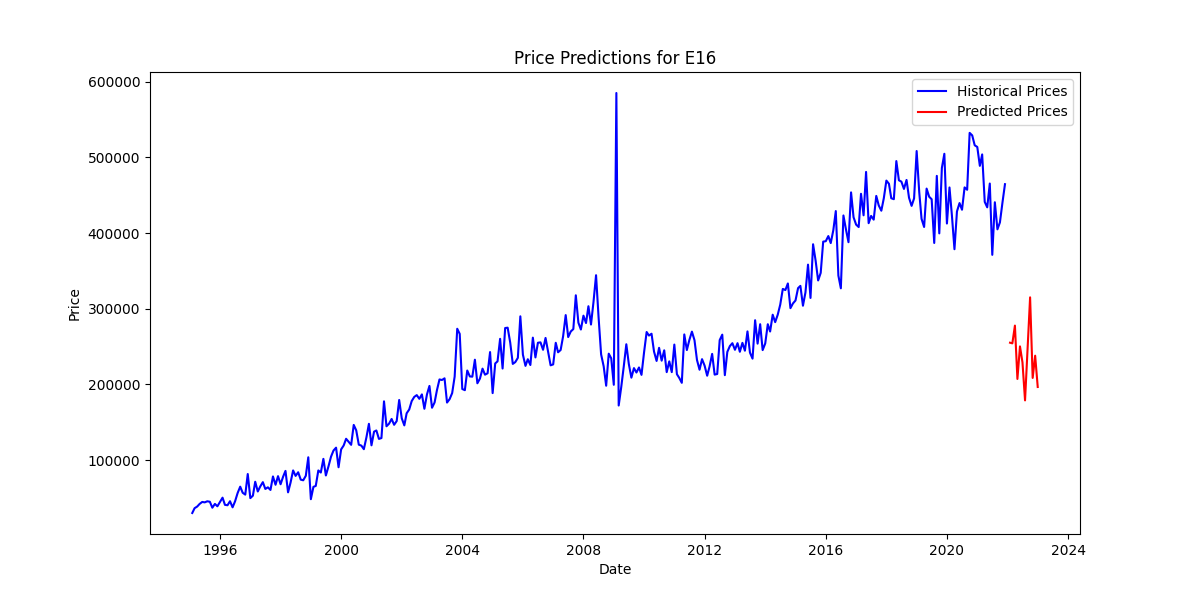 Price Predictions for E16
Historical Prices
Predicted Prices
600000
500000
400000
300000
200000
100000
Price
1996 2000 2004 2008 2012 2016 2020 2024
Date